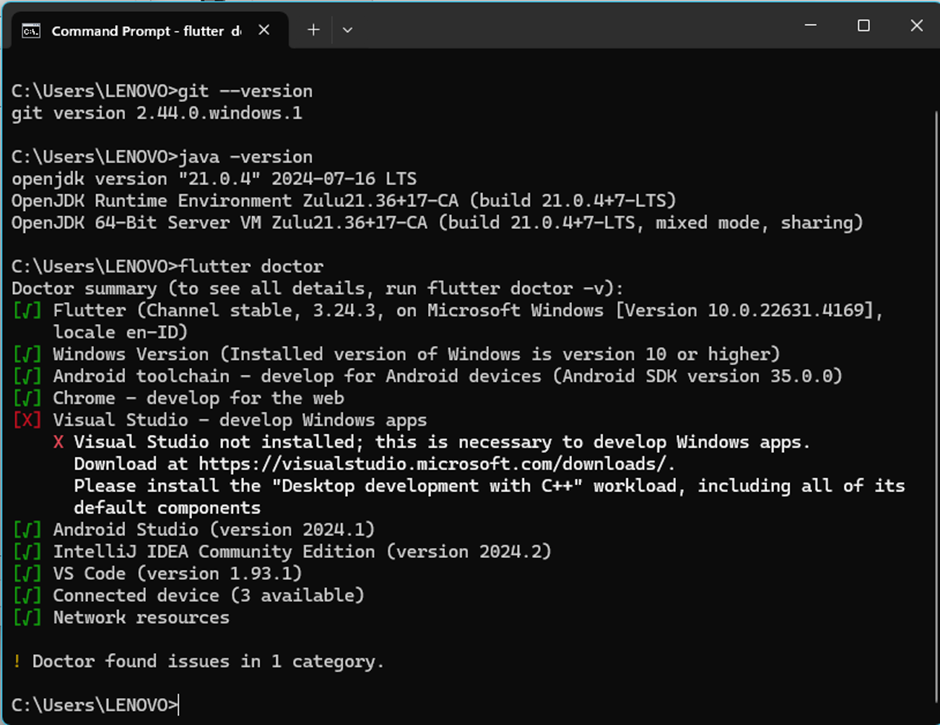 Command Prompt - flutter d
C:\Users\LENOVO>git --version
git version 2.44.0.windows.1
C:\Users\LENOVO>java -version
openjdk version "21.0.4" 2024-07-16 LTS
OpenJDK Runtime Environment Zulu21.36+17-CA (build 21.0.4+7-LTS)
OpenJDK 64-Bit Server VM Zulu21.36+17-CA (build 21.0.4+7-LTS, mixed mode, sharing)
C:\Users\LENOVO>flutter doctor
Doctor summary (to see all details, run flutter doctor -v):
[√] Flutter (Channel stable, 3.24.3, on Microsoft Windows [Version 10.0.22631.4169],
locale en-ID)
[√] Windows Version (Installed version of Windows is version 10 or higher)
[√] Android toolchain - develop for Android devices (Android SDK version 35.0.0)
[√] Chrome - develop for the web
[X] Visual Studio - develop Windows apps
X Visual Studio not installed; this is necessary to develop Windows apps.
Download at https://visualstudio.microsoft.com/downloads/.
Please install the "Desktop development with C++" workload, including all of its
default components
[√] Android Studio (version 2024.1)
[√] IntelliJ IDEA Community Edition (version 2024.2)
[√] VS Code (version 1.93.1)
[√] Connected device (3 available)
[√] Network resources
! Doctor found issues in 1 category.
C:\Users\LENOVO>